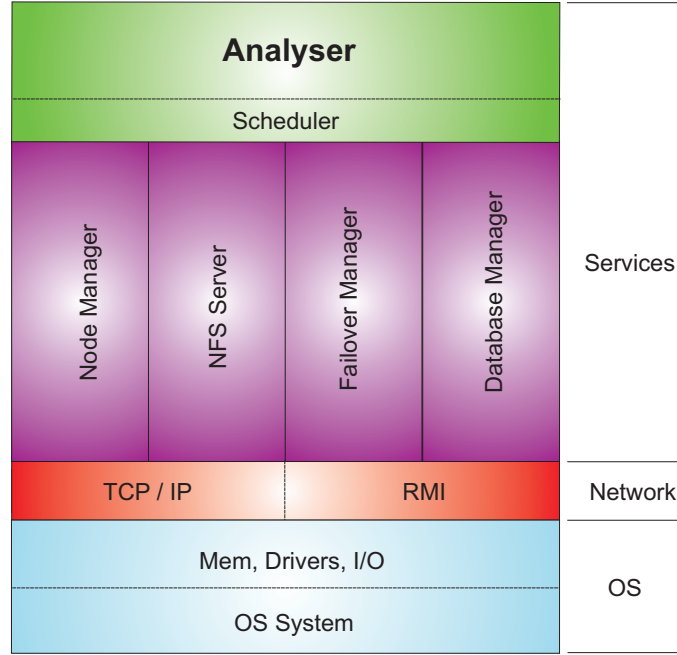 Analyser
Scheduler
Node Manager
NFS Server
Failover Manager
Database Manager
Services
TCP / IP
RMI
Network
Mem, Drivers, I/O
OS System
OS